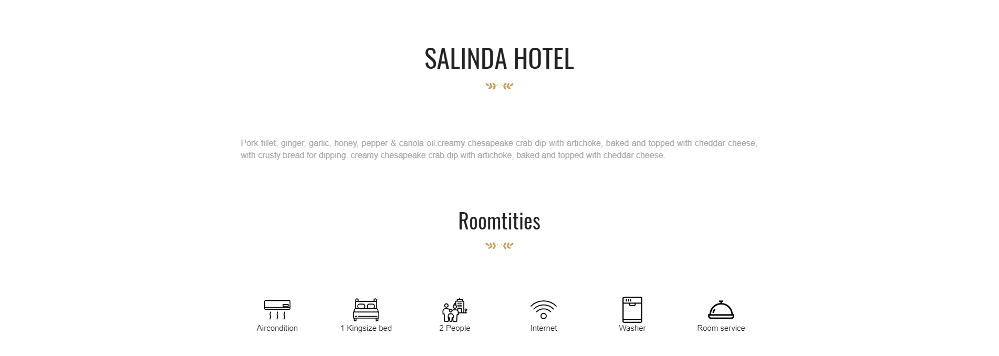 SALINDA HOTEL
Pork fillet, ginger, garlic, honey, pepper & canola oil.creamy chesapeake crab dip with artichoke, baked and topped with cheddar cheese,
with crusty bread for dipping. creamy chesapeake crab dip with artichoke, baked and topped with cheddar cheese.
Roomtities
Aircondition
1 Kingsize bed
2 People
Internet
Washer
Room service